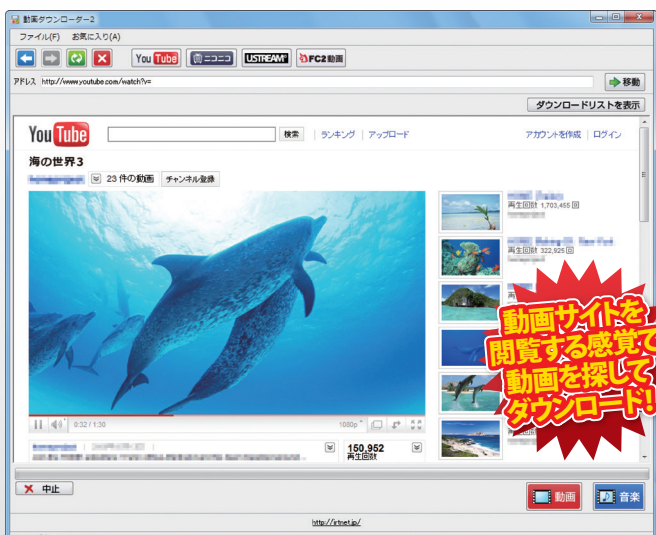 動画ダウンローダー2
ファイル(F) お気に入り(A)
YouTube ニコニコ USTREAM FC2動画
アドレス http://www.youtube.com/watch?v= 移動
ダウンロードリストを表示
YouTube 検索 | ランキング | アップロード アカウントを作成 | ログイン
海の世界3
23 件の動画 チャンネル登録
再生回数 1,703,465 回
再生回数 322,925 回
動画サイトを
閲覧する感覚で
動画を探して
ダウンロード!
0:32 / 1:30 1080p
150,952
再生回数
中止
動画 音楽
http://irtnet.jp/